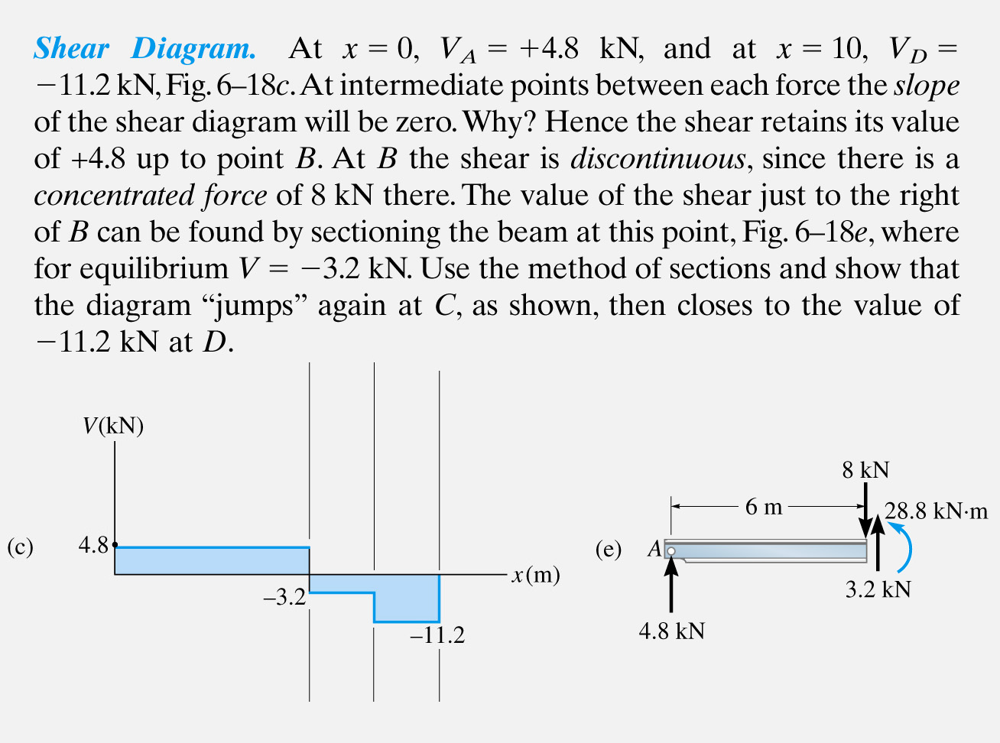 Shear Diagram. At x = 0, V_A = +4.8 kN, and at x = 10, V_D =
−11.2 kN, Fig. 6–18c. At intermediate points between each force the slope
of the shear diagram will be zero. Why? Hence the shear retains its value
of +4.8 up to point B. At B the shear is discontinuous, since there is a
concentrated force of 8 kN there. The value of the shear just to the right
of B can be found by sectioning the beam at this point, Fig. 6–18e, where
for equilibrium V = −3.2 kN. Use the method of sections and show that
the diagram “jumps” again at C, as shown, then closes to the value of
−11.2 kN at D.
V(kN)
(c)
4.8
–3.2
–11.2
x(m)
8 kN
6 m
28.8 kN·m
(e)
A
3.2 kN
4.8 kN